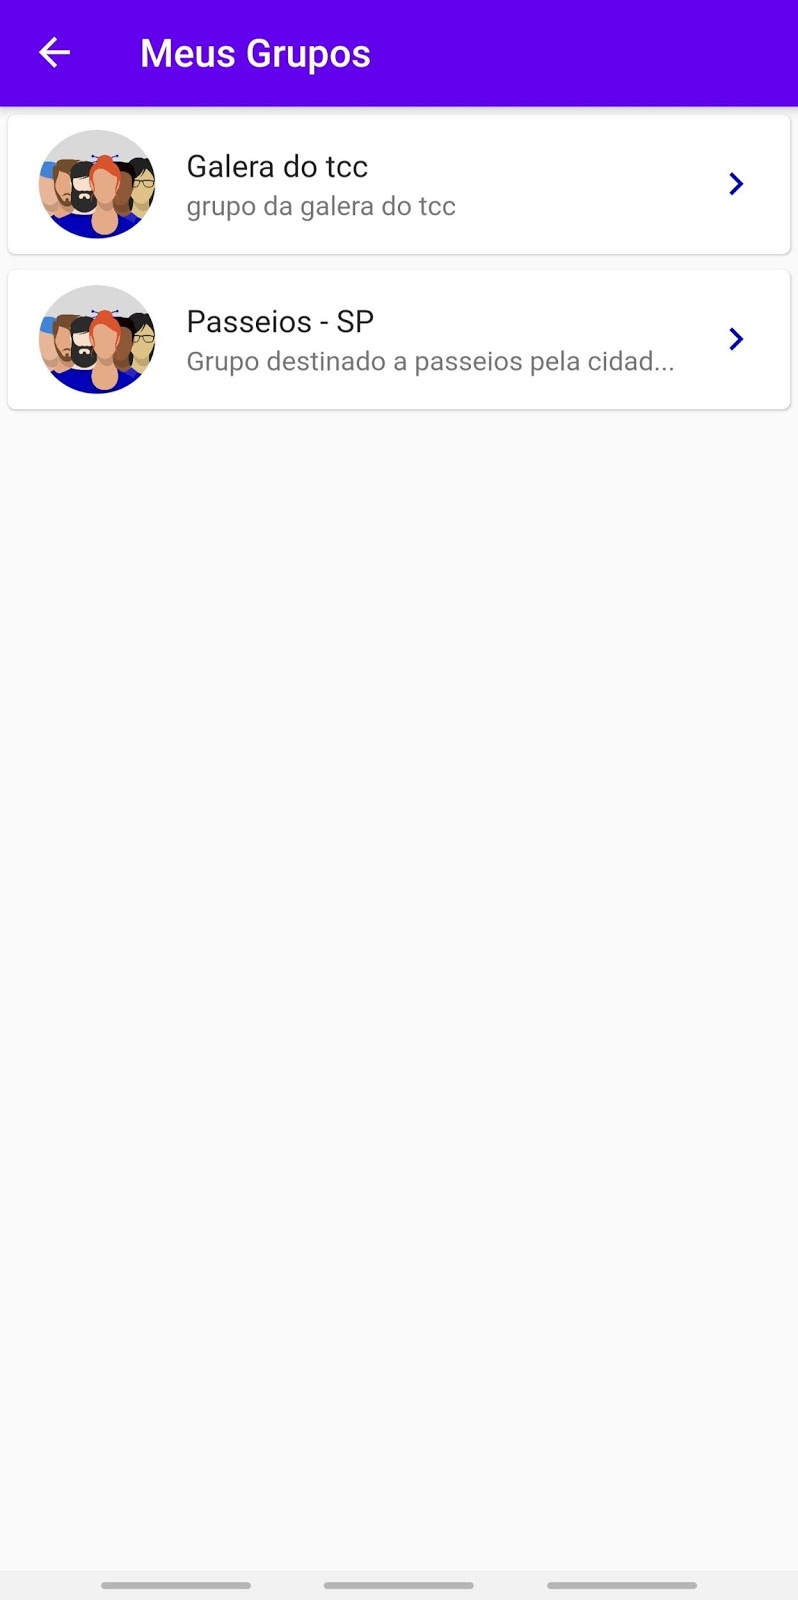 Meus Grupos
Galera do tcc
grupo da galera do tcc
Passeios - SP
Grupo destinado a passeios pela cidad...